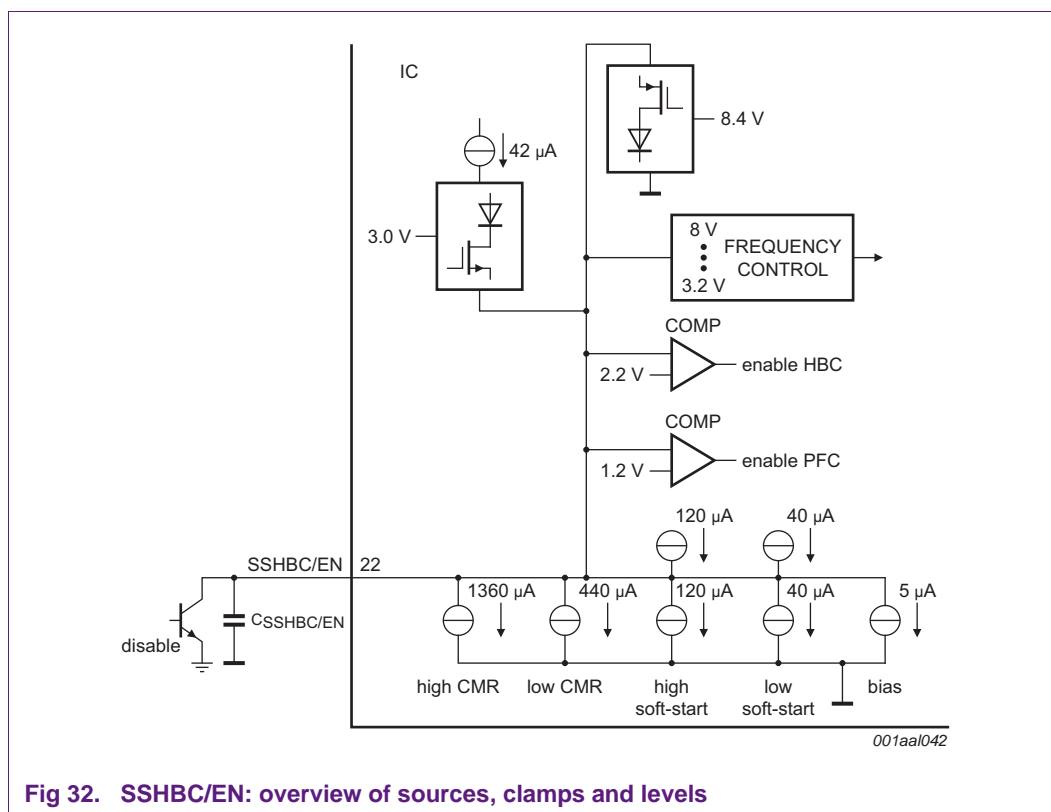 IC
8.4 V
42 µA
3.0 V
8 V
FREQUENCY
CONTROL
3.2 V
COMP
2.2 V
enable HBC
COMP
1.2 V
enable PFC
120 µA
40 µA
SSHBC/EN
22
1360 µA
440 µA
120 µA
40 µA
5 µA
CSSHBC/EN
disable
high CMR
low CMR
high
soft-start
low
soft-start
bias
001aal042
Fig 32. SSHBC/EN: overview of sources, clamps and levels